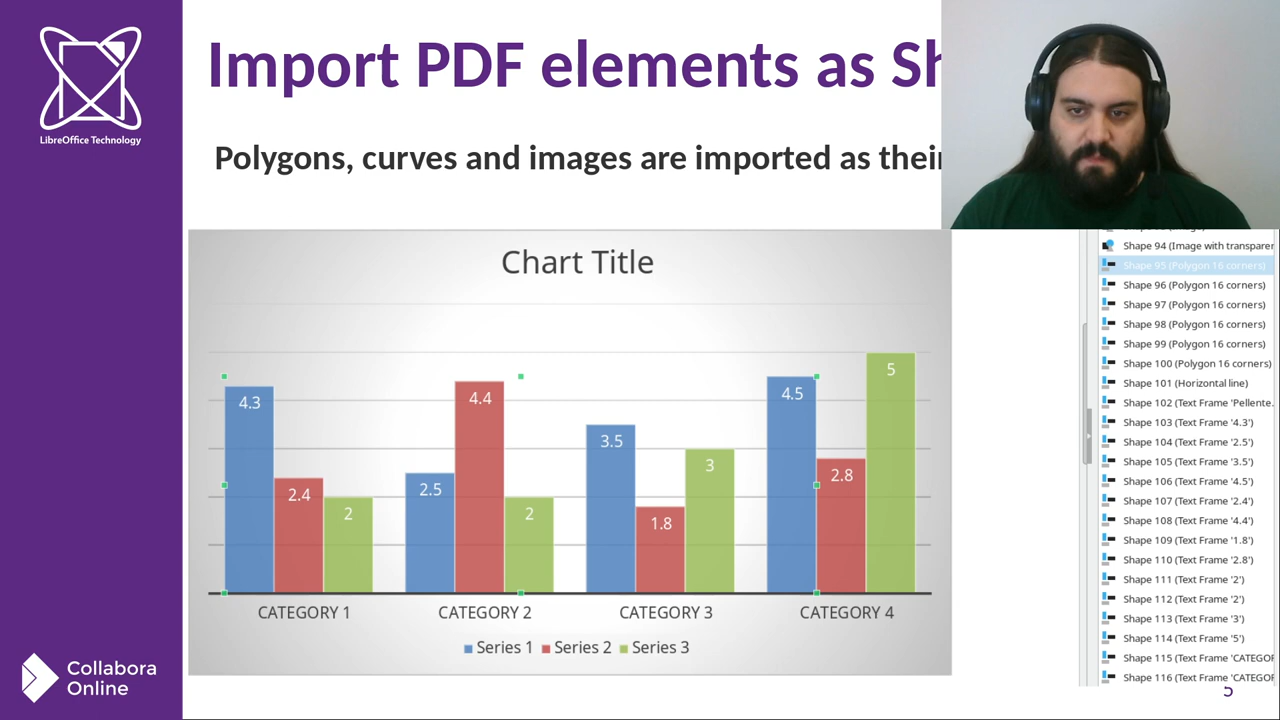 LibreOffice Technology
Import PDF elements as Sh
Polygons, curves and images are imported as their
Chart Title
4.3
2.4
2
2.5
4.4
2
3.5
1.8
3
4.5
2.8
5
CATEGORY 1
CATEGORY 2
CATEGORY 3
CATEGORY 4
Series 1
Series 2
Series 3
Shape 94 (Image with transparer
Shape 95 (Polygon 16 corners)
Shape 96 (Polygon 16 corners)
Shape 97 (Polygon 16 corners)
Shape 98 (Polygon 16 corners)
Shape 99 (Polygon 16 corners)
Shape 100 (Polygon 16 corners)
Shape 101 (Horizontal line)
Shape 102 (Text Frame 'Pellente.
Shape 103 (Text Frame '4.3')
Shape 104 (Text Frame '2.5')
Shape 105 (Text Frame '3.5')
Shape 106 (Text Frame '4.5')
Shape 107 (Text Frame '2.4')
Shape 108 (Text Frame '4.4')
Shape 109 (Text Frame '1.8')
Shape 110 (Text Frame '2.8')
Shape 111 (Text Frame '2')
Shape 112 (Text Frame '2')
Shape 113 (Text Frame '3')
Shape 114 (Text Frame '5')
Shape 115 (Text Frame 'CATEGOR
Shape 116 (Text Frame 'CATEGOR
Collabora
Online
5